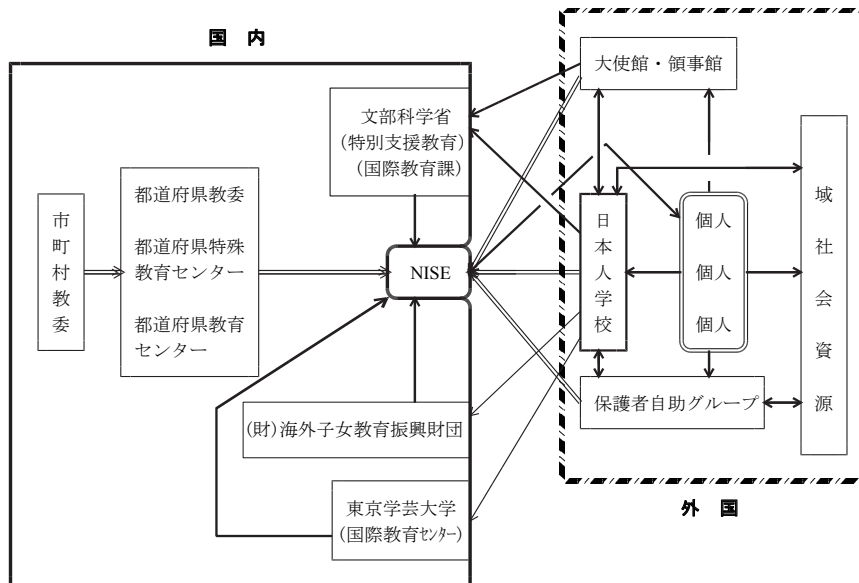 国 内
文部科学省
(特別支援教育)
(国際教育課)
市町村教委
都道府県教委
都道府県特殊
教育センター
都道府県教育
センター
NISE
(財)海外子女教育振興財団
東京学芸大学
(国際教育センター)
大使館・領事館
日本人学校
個人
個人
個人
域社会資源
保護者自助グループ
外 国